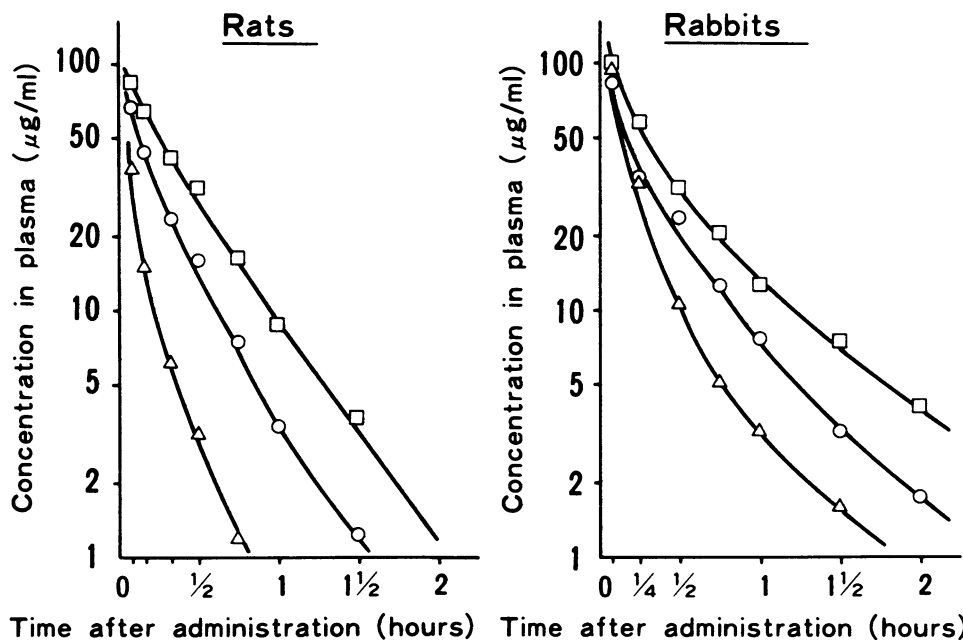 Rats
Concentration in plasma (μg/ml)
100
50
20
10
5
2
1
0 ½ 1 1½ 2
Time after administration (hours)
Rabbits
Concentration in plasma (μg/ml)
100
50
20
10
5
2
1
0 ¼ ½ 1 1½ 2
Time after administration (hours)